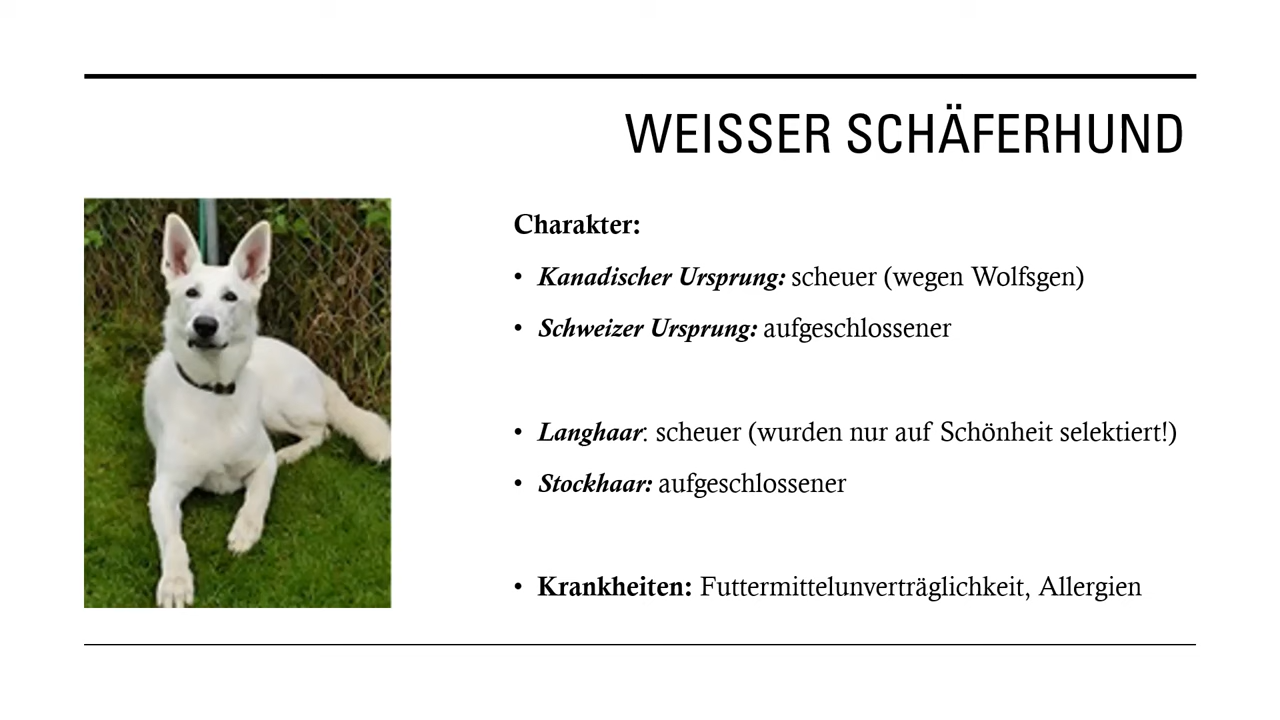 WEISSER SCHÄFERHUND
Charakter:
• Kanadischer Ursprung: scheuer (wegen Wolfsgen)
• Schweizer Ursprung: aufgeschlossener
• Langhaar: scheuer (wurden nur auf Schönheit selektiert!)
• Stockhaar: aufgeschlossener
• Krankheiten: Futtermittelunverträglichkeit, Allergien